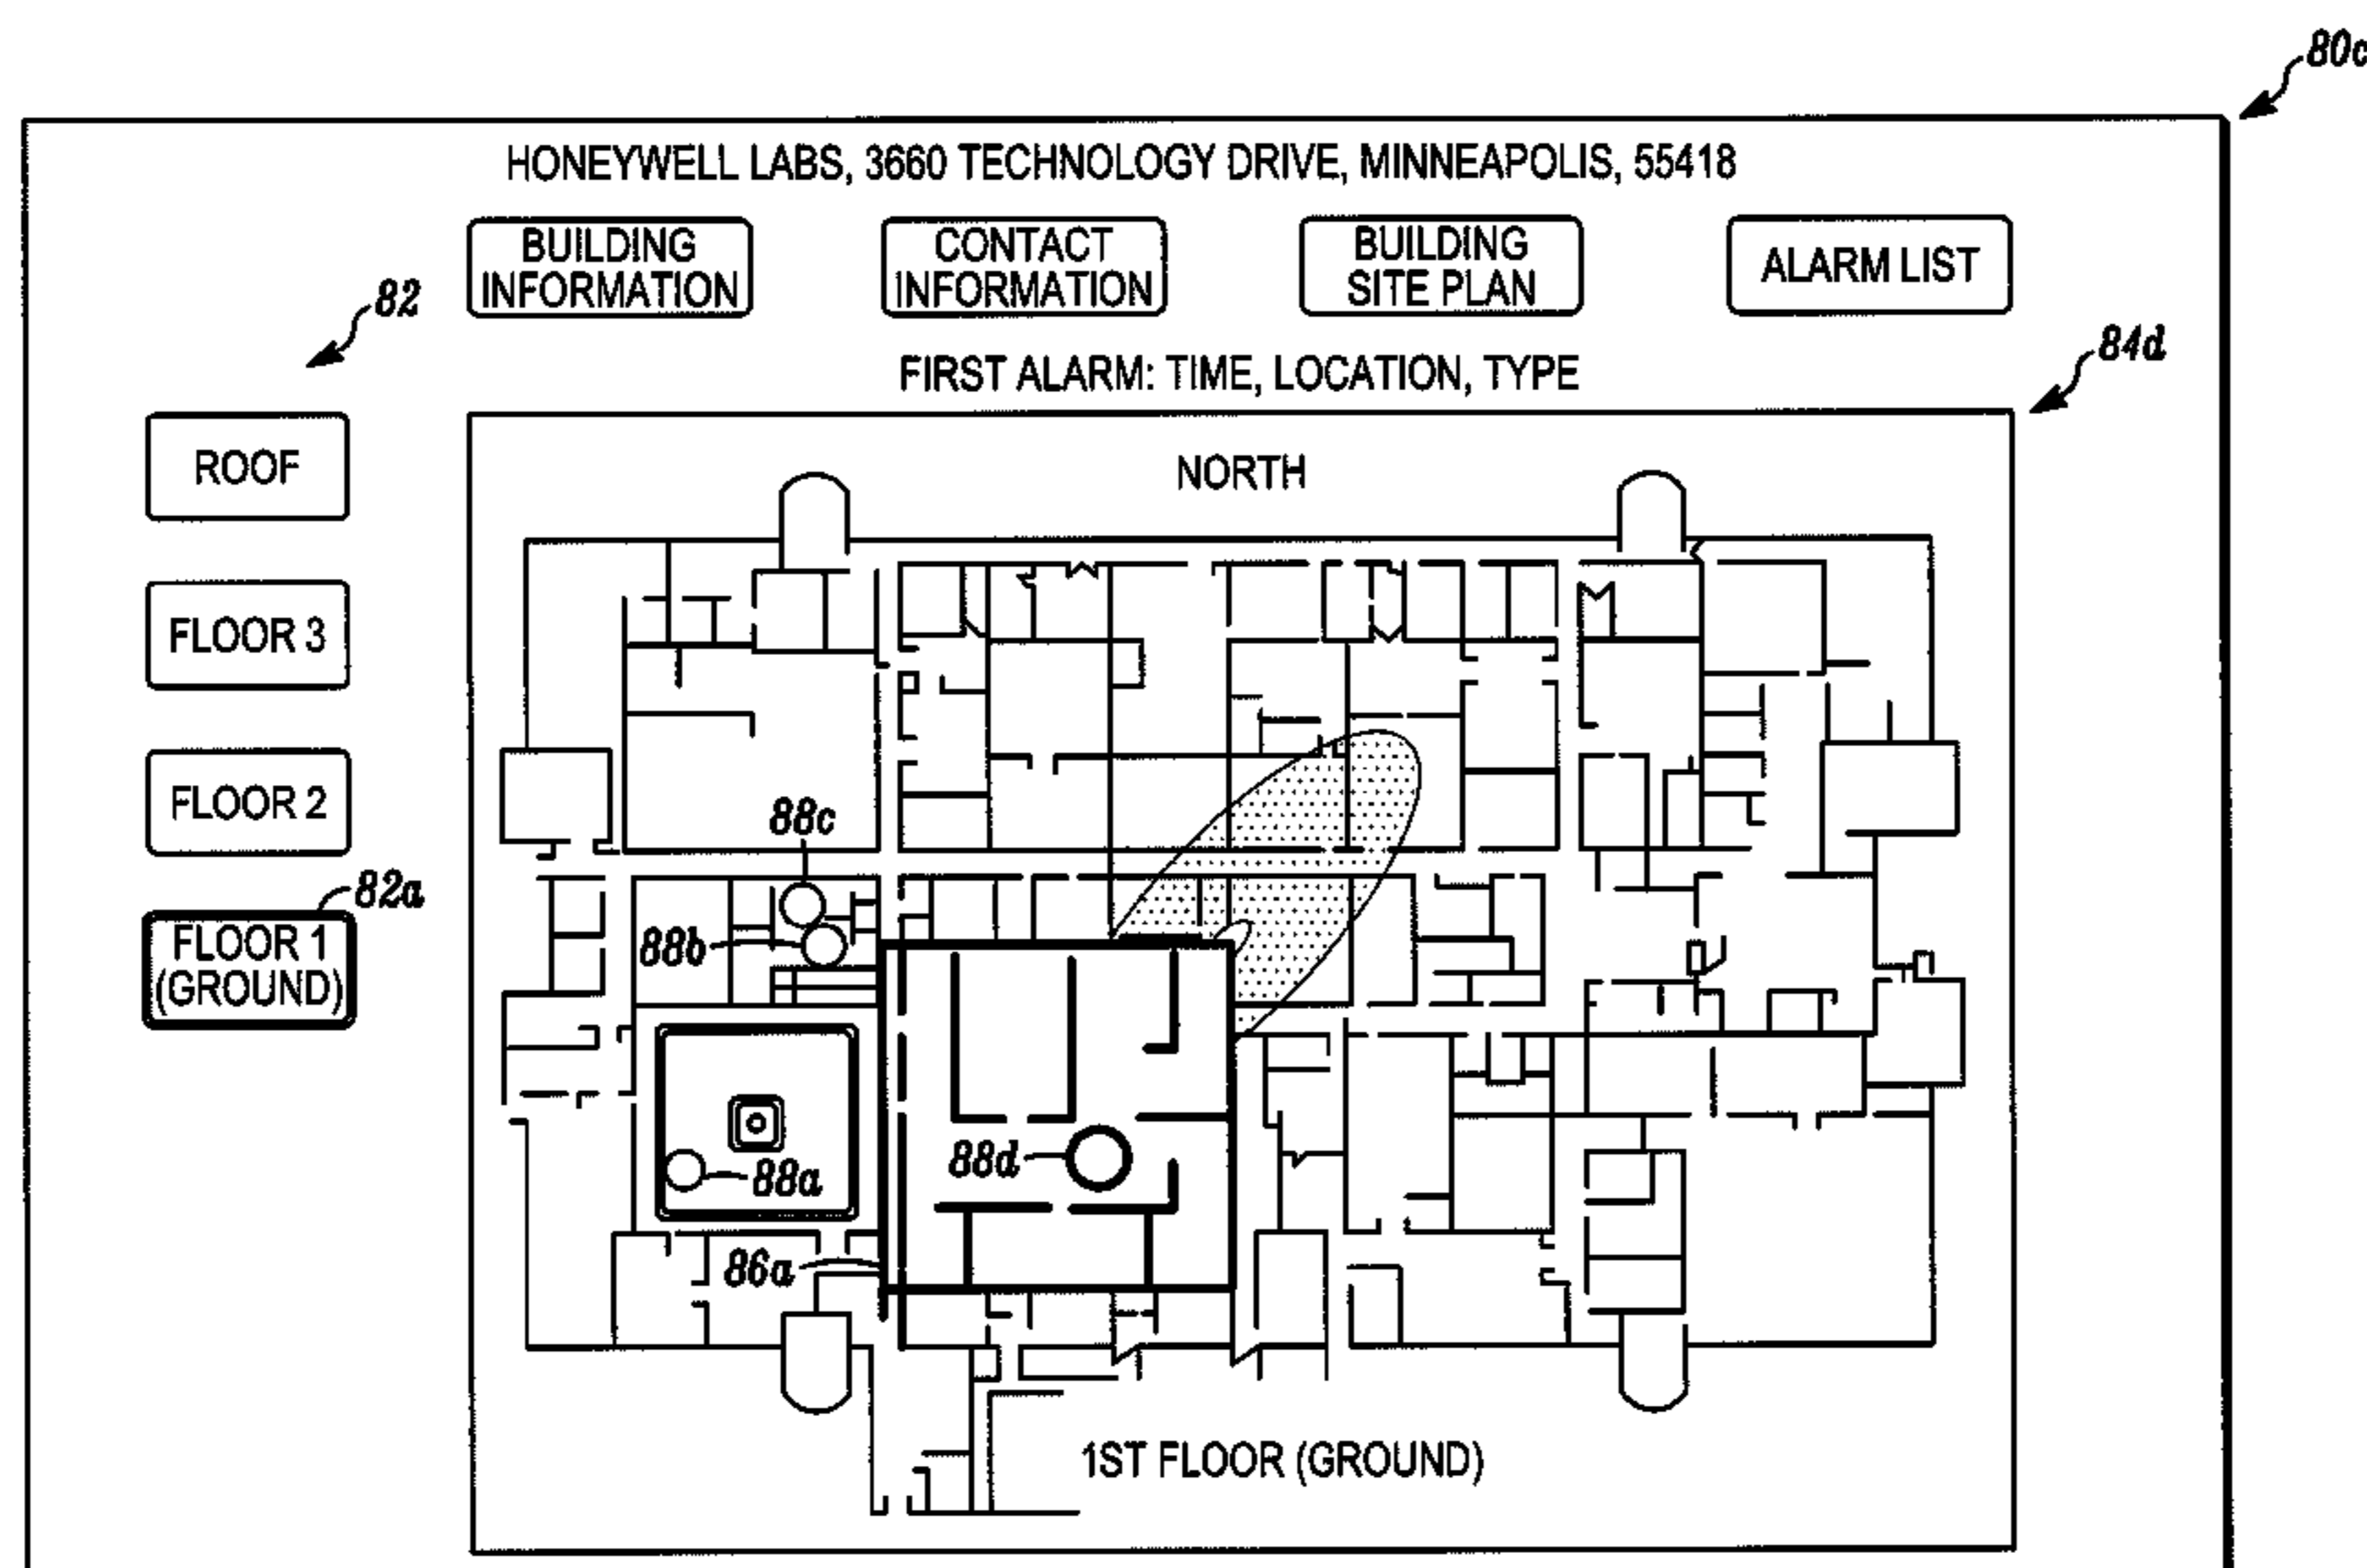 80c
HONEYWELL LABS, 3660 TECHNOLOGY DRIVE, MINNEAPOLIS, 55418
BUILDING
INFORMATION
CONTACT
INFORMATION
BUILDING
SITE PLAN
ALARM LIST
82
84d
FIRST ALARM: TIME, LOCATION, TYPE
ROOF
FLOOR 3
FLOOR 2
82a
FLOOR 1
(GROUND)
NORTH
88c
88b
88d
88a
86a
1ST FLOOR (GROUND)